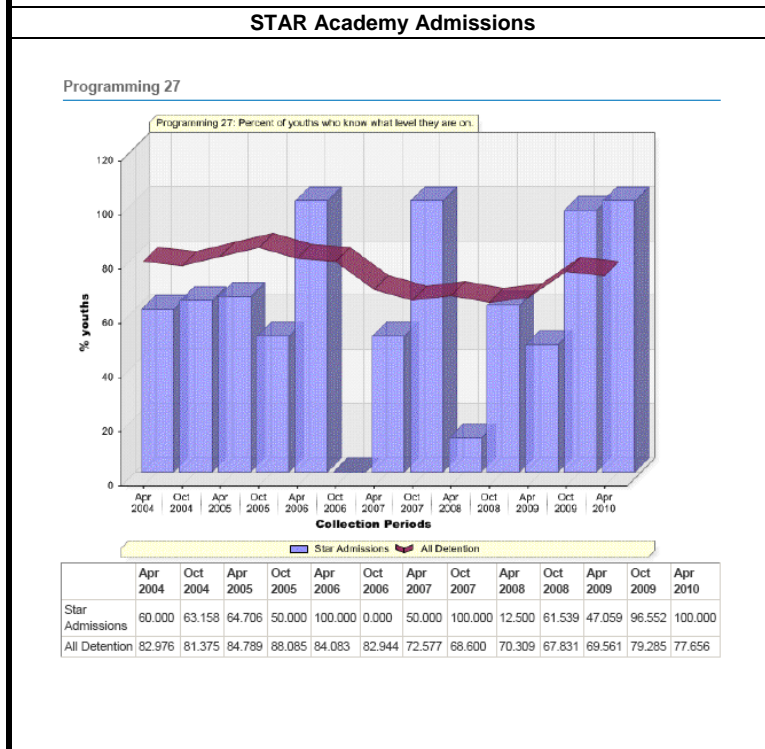 STAR Academy Admissions
Programming 27
Programming 27: Percent of youths who know what level they are on.
120
100
80
60
40
20
0
% youths
Apr 2004 Oct 2004 Apr 2005 Oct 2005 Apr 2006 Oct 2006 Apr 2007 Oct 2007 Apr 2008 Oct 2008 Apr 2009 Oct 2009 Apr 2010
Collection Periods
Star Admissions All Detention
Apr 2004 Oct 2004 Apr 2005 Oct 2005 Apr 2006 Oct 2006 Apr 2007 Oct 2007 Apr 2008 Oct 2008 Apr 2009 Oct 2009 Apr 2010
Star Admissions 60.000 63.158 64.706 50.000 100.000 0.000 50.000 100.000 12.500 61.539 47.059 96.552 100.000
All Detention 82.976 81.375 84.789 88.085 84.083 82.944 72.577 68.600 70.309 67.831 69.561 79.285 77.656